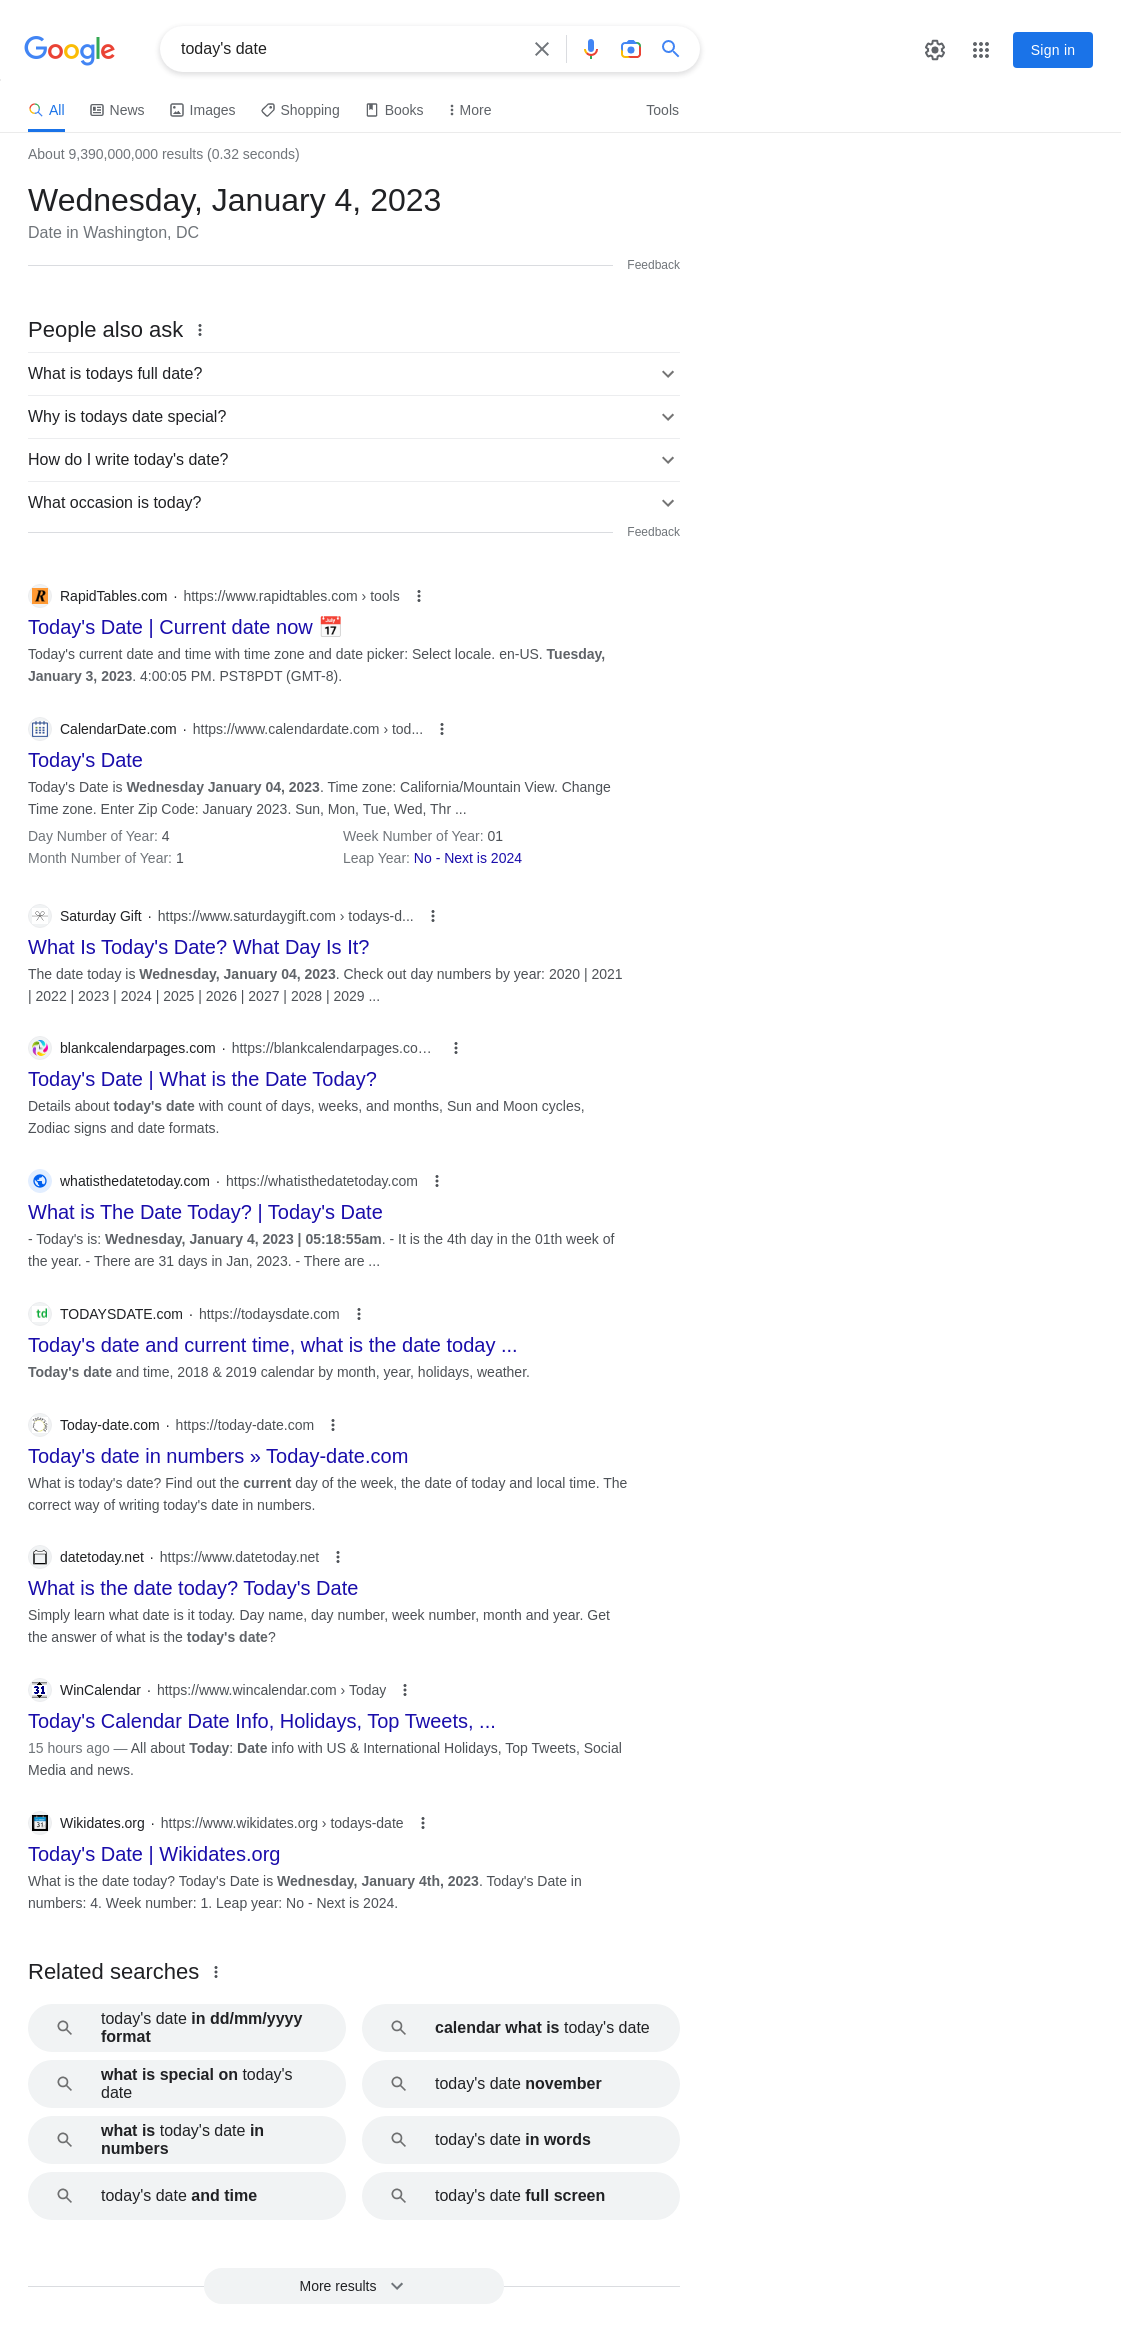 Google
today's date
Sign in
All
News
Images
Shopping
Books
More
Tools
About 9,390,000,000 results (0.32 seconds)
Wednesday, January 4, 2023
Date in Washington, DC
Feedback
People also ask
What is todays full date?
Why is todays date special?
How do I write today's date?
What occasion is today?
Feedback
RapidTables.com · https://www.rapidtables.com › tools
Today's Date | Current date now 📅
Today's current date and time with time zone and date picker: Select locale. en-US. Tuesday,
January 3, 2023. 4:00:05 PM. PST8PDT (GMT-8).
CalendarDate.com · https://www.calendardate.com › tod...
Today's Date
Today's Date is Wednesday January 04, 2023. Time zone: California/Mountain View. Change
Time zone. Enter Zip Code: January 2023. Sun, Mon, Tue, Wed, Thr ...
Day Number of Year: 4
Week Number of Year: 01
Month Number of Year: 1
Leap Year: No - Next is 2024
Saturday Gift · https://www.saturdaygift.com › todays-d...
What Is Today's Date? What Day Is It?
The date today is Wednesday, January 04, 2023. Check out day numbers by year: 2020 | 2021
| 2022 | 2023 | 2024 | 2025 | 2026 | 2027 | 2028 | 2029 ...
blankcalendarpages.com · https://blankcalendarpages.co…
Today's Date | What is the Date Today?
Details about today's date with count of days, weeks, and months, Sun and Moon cycles,
Zodiac signs and date formats.
whatisthedatetoday.com · https://whatisthedatetoday.com
What is The Date Today? | Today's Date
- Today's is: Wednesday, January 4, 2023 | 05:18:55am. - It is the 4th day in the 01th week of
the year. - There are 31 days in Jan, 2023. - There are ...
td
TODAYSDATE.com · https://todaysdate.com
Today's date and current time, what is the date today ...
Today's date and time, 2018 & 2019 calendar by month, year, holidays, weather.
Today-date.com · https://today-date.com
Today's date in numbers » Today-date.com
What is today's date? Find out the current day of the week, the date of today and local time. The
correct way of writing today's date in numbers.
datetoday.net · https://www.datetoday.net
What is the date today? Today's Date
Simply learn what date is it today. Day name, day number, week number, month and year. Get
the answer of what is the today's date?
31
WinCalendar · https://www.wincalendar.com › Today
Today's Calendar Date Info, Holidays, Top Tweets, ...
15 hours ago — All about Today: Date info with US & International Holidays, Top Tweets, Social
Media and news.
31
Wikidates.org · https://www.wikidates.org › todays-date
Today's Date | Wikidates.org
What is the date today? Today's Date is Wednesday, January 4th, 2023. Today's Date in
numbers: 4. Week number: 1. Leap year: No - Next is 2024.
Related searches
today's date in dd/mm/yyyy
format
calendar what is today's date
what is special on today's
date
today's date november
what is today's date in
numbers
today's date in words
today's date and time
today's date full screen
More results